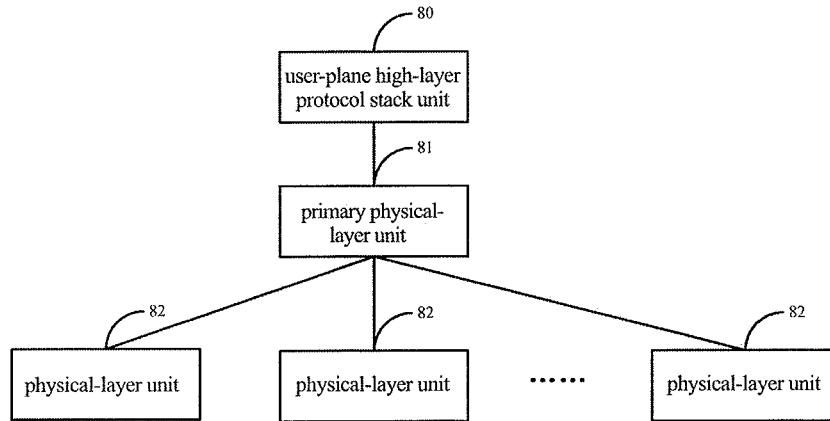 80
user-plane high-layer
protocol stack unit
81
primary physical-
layer unit
82
82
82
physical-layer unit
physical-layer unit
......
physical-layer unit